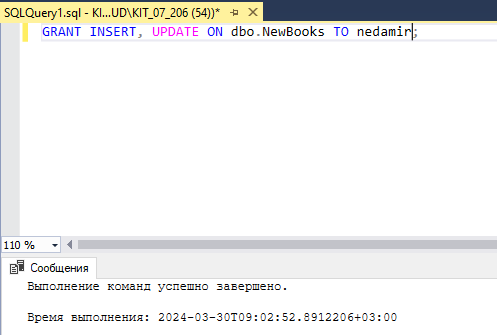 SQLQuery1.sql - KI...UD\KIT_07_206 (54))*
GRANT INSERT, UPDATE ON dbo.NewBooks TO nedamir;
110 %
Сообщения
Выполнение команд успешно завершено.
Время выполнения: 2024-03-30T09:02:52.8912206+03:00